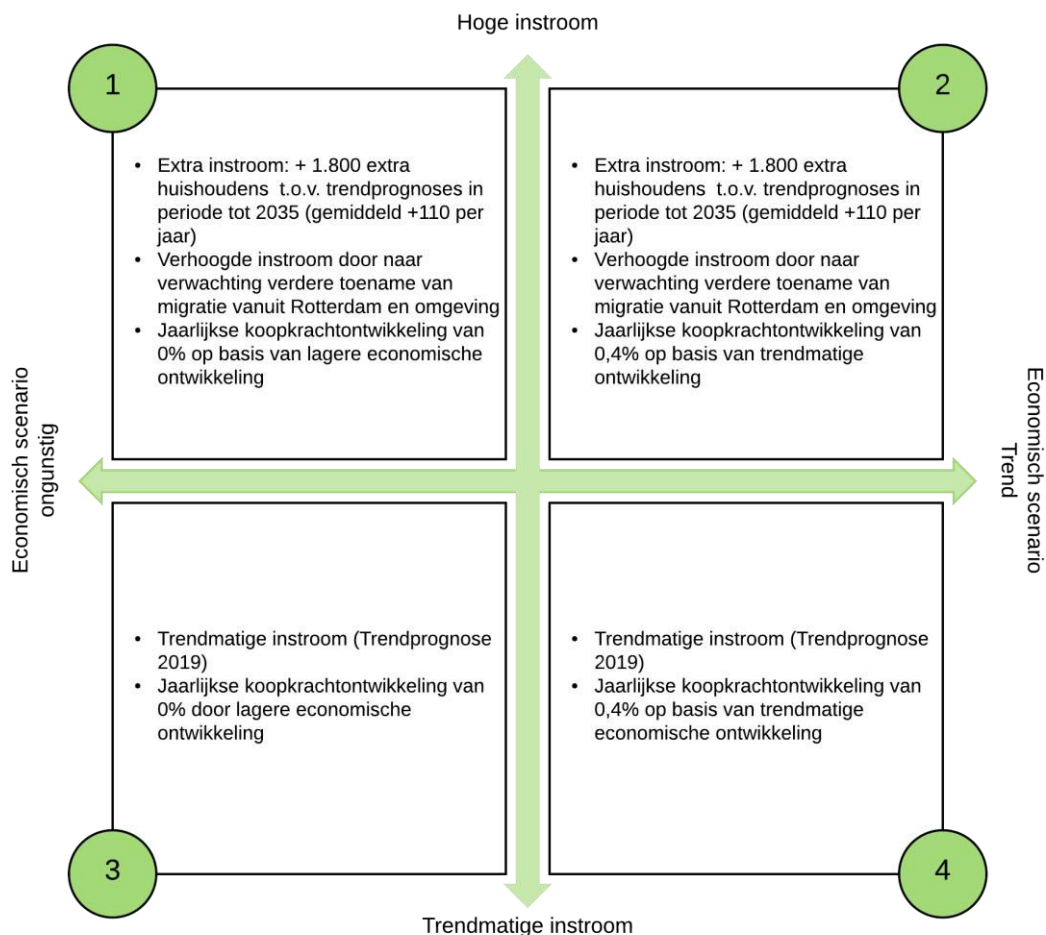 Hoge instroom
1
• Extra instroom: + 1.800 extra
huishoudens  t.o.v. trendprognoses in
periode tot 2035 (gemiddeld +110 per
jaar)
• Verhoogde instroom door naar
verwachting verdere toename van
migratie vanuit Rotterdam en omgeving
• Jaarlijkse koopkrachtontwikkeling van
0% op basis van lagere economische
ontwikkeling
2
• Extra instroom: + 1.800 extra
huishoudens  t.o.v. trendprognoses in
periode tot 2035 (gemiddeld +110 per
jaar)
• Verhoogde instroom door naar
verwachting verdere toename van
migratie vanuit Rotterdam en omgeving
• Jaarlijkse koopkrachtontwikkeling van
0,4% op basis van trendmatige
ontwikkeling
Economisch scenario
ongunstig
Economisch scenario
Trend
• Trendmatige instroom (Trendprognose
2019)
• Jaarlijkse koopkrachtontwikkeling van
0% door lagere economische
ontwikkeling
3
• Trendmatige instroom (Trendprognose
2019)
• Jaarlijkse koopkrachtontwikkeling van
0,4% op basis van trendmatige
economische ontwikkeling
4
Trendmatige instroom